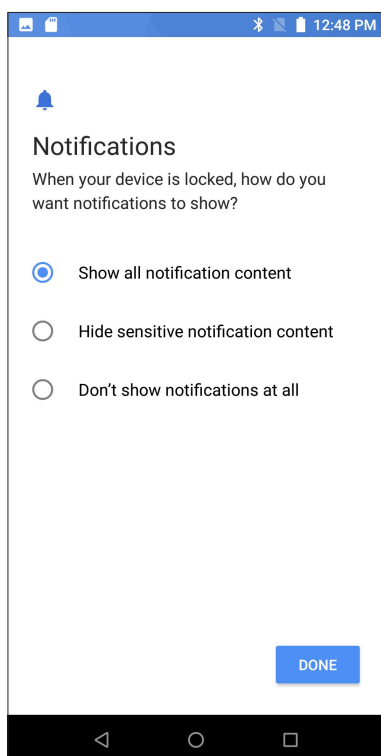 12:48 PM
Notifications
When your device is locked, how do you
want notifications to show?
Show all notification content
Hide sensitive notification content
Don’t show notifications at all
DONE